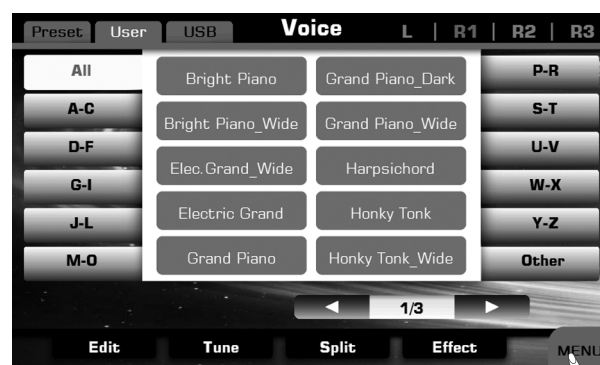 Preset User USB Voice L | R1 | R2 | R3
All Bright Piano Grand Piano_Dark P-R
A-C Bright Piano_Wide Grand Piano_Wide S-T
D-F Elec.Grand_Wide Harpsichord U-V
G-I Electric Grand Honky Tonk W-X
J-L Grand Piano Honky Tonk_Wide Y-Z
M-O Other
1/3
Edit Tune Split Effect MENU